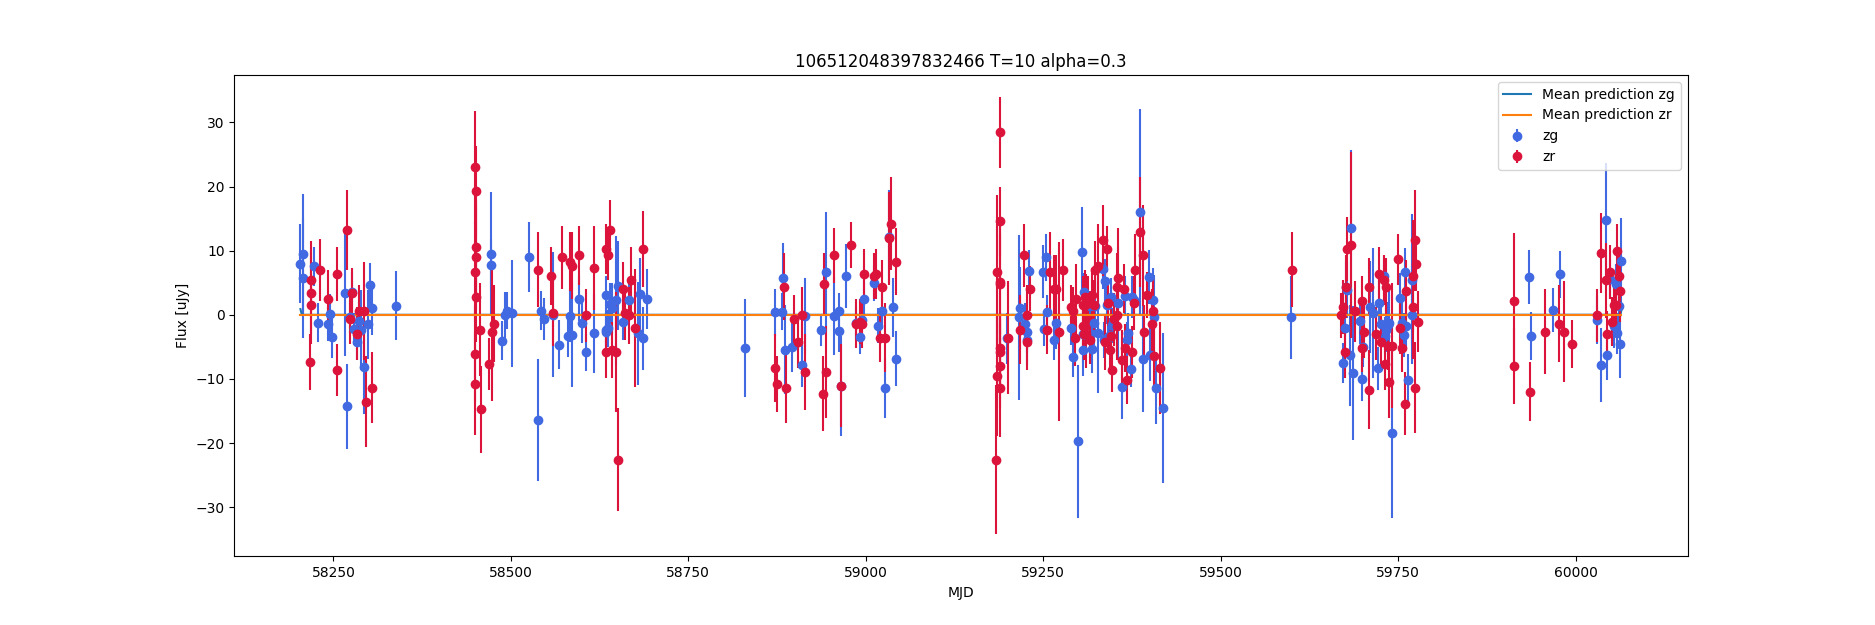 106512048397832466 T=10 alpha=0.3
Flux [uJy]
30
20
10
0
−10
−20
−30
Mean prediction zg
Mean prediction zr
zg
zr
58250 58500 58750 59000 59250 59500 59750 60000
MJD